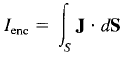 I_enc = ∫_S J · dS